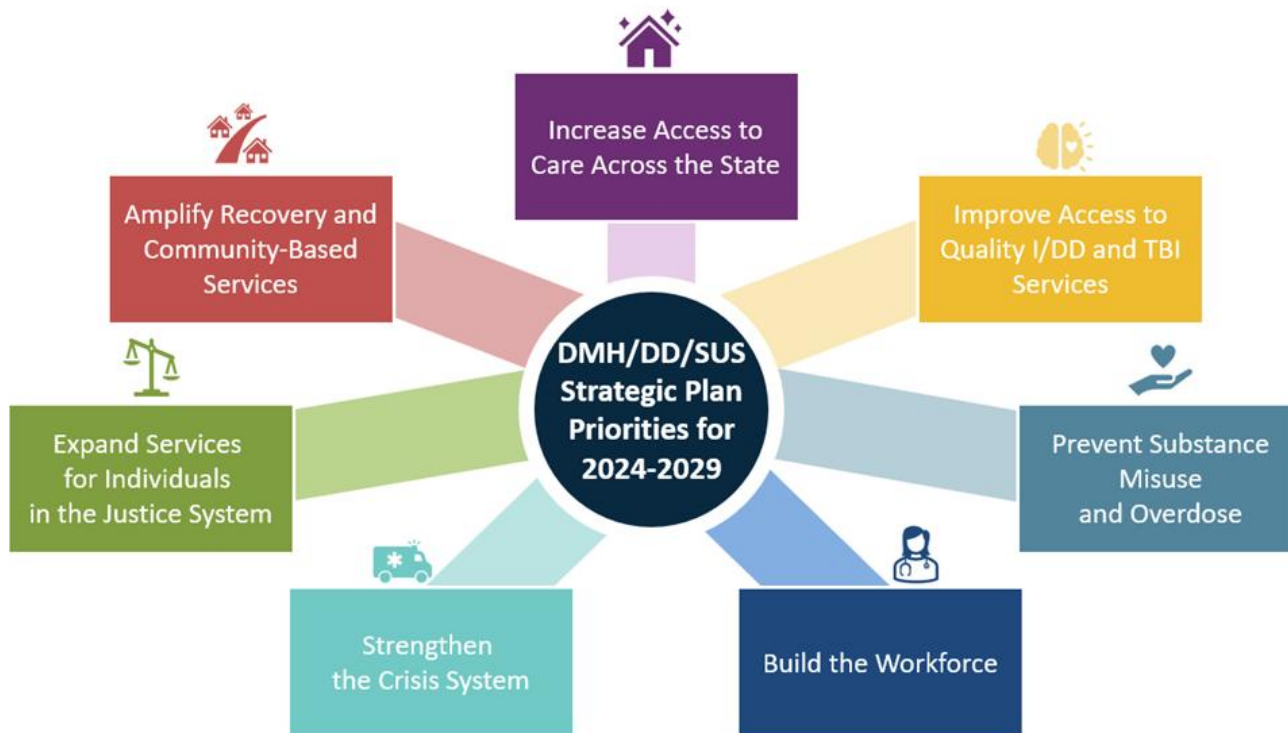 Increase Access to
Care Across the State
Amplify Recovery and
Community-Based
Services
Improve Access to
Quality I/DD and TBI
Services
DMH/DD/SUS
Strategic Plan
Priorities for
2024-2029
Expand Services
for Individuals
in the Justice System
Prevent Substance
Misuse
and Overdose
Strengthen
the Crisis System
Build the Workforce